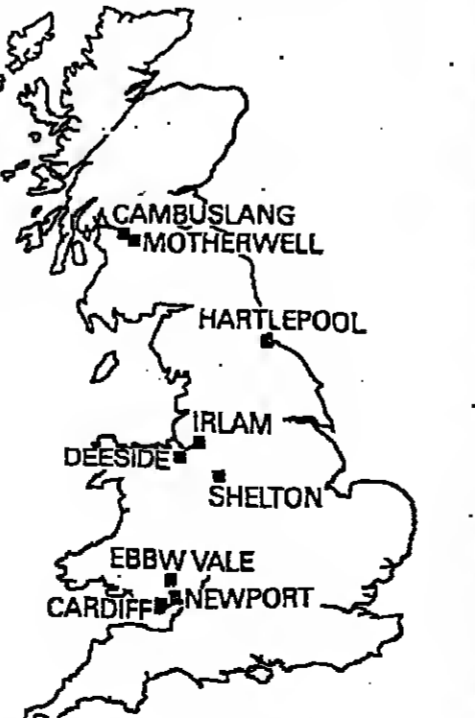 CAMBUSLANG
MOTHERWELL
HARTLEPOOL
IRLAM
DEESIDE
SHELTON
EBBW VALE
NEWPORT
CARDIFF